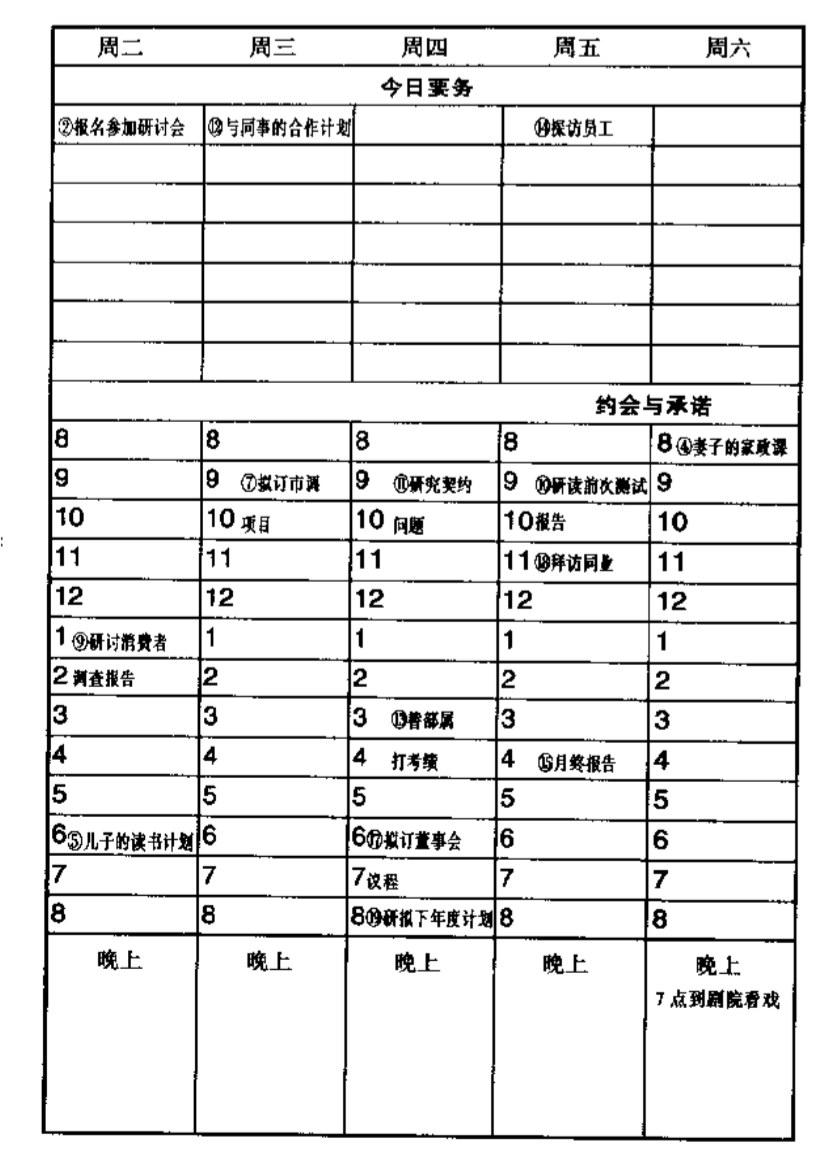 周二 周三 周四 周五 周六
今日要务
②报名参加研讨会 ⑫与同事的合作计划 ⑭探访员工
约会与承诺
8 8 8 8 8④妻子的家政课
9 9 ⑦拟订市调 9 ⑪研究契约 9 ⑩研读前次测试 9
10 10 项目 10 问题 10报告 10
11 11 11 11⑱拜访同业 11
12 12 12 12 12
1⑨研讨消费者 1 1 1 1
2调查报告 2 2 2 2
3 3 3 ⑬替部属 3 3
4 4 4 打考绩 4 ⑮月终报告 4
5 5 5 5 5
6⑤儿子的读书计划 6 6⑰拟订董事会 6 6
7 7 7议程 7 7
8 8 8⑲研拟下年度计划 8 8
晚上 晚上 晚上 晚上 晚上
7点到剧院看戏